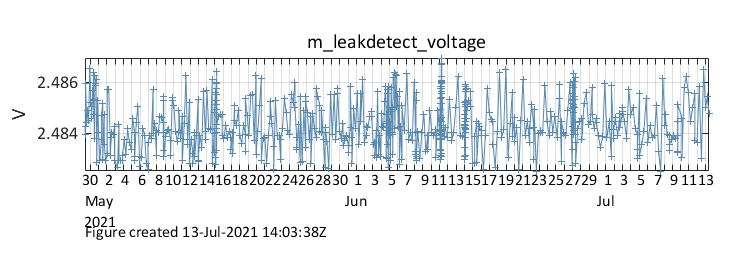 m_leakdetect_voltage
2.486
2.484
V
30 2 4 6 8 10 12 14 16 18 20 22 24 26 28 30 1 3 5 7 9 11 13 15 17 19 21 23 25 27 29 1 3 5 7 9 11 13
May Jun Jul
2021
Figure created 13-Jul-2021 14:03:38Z